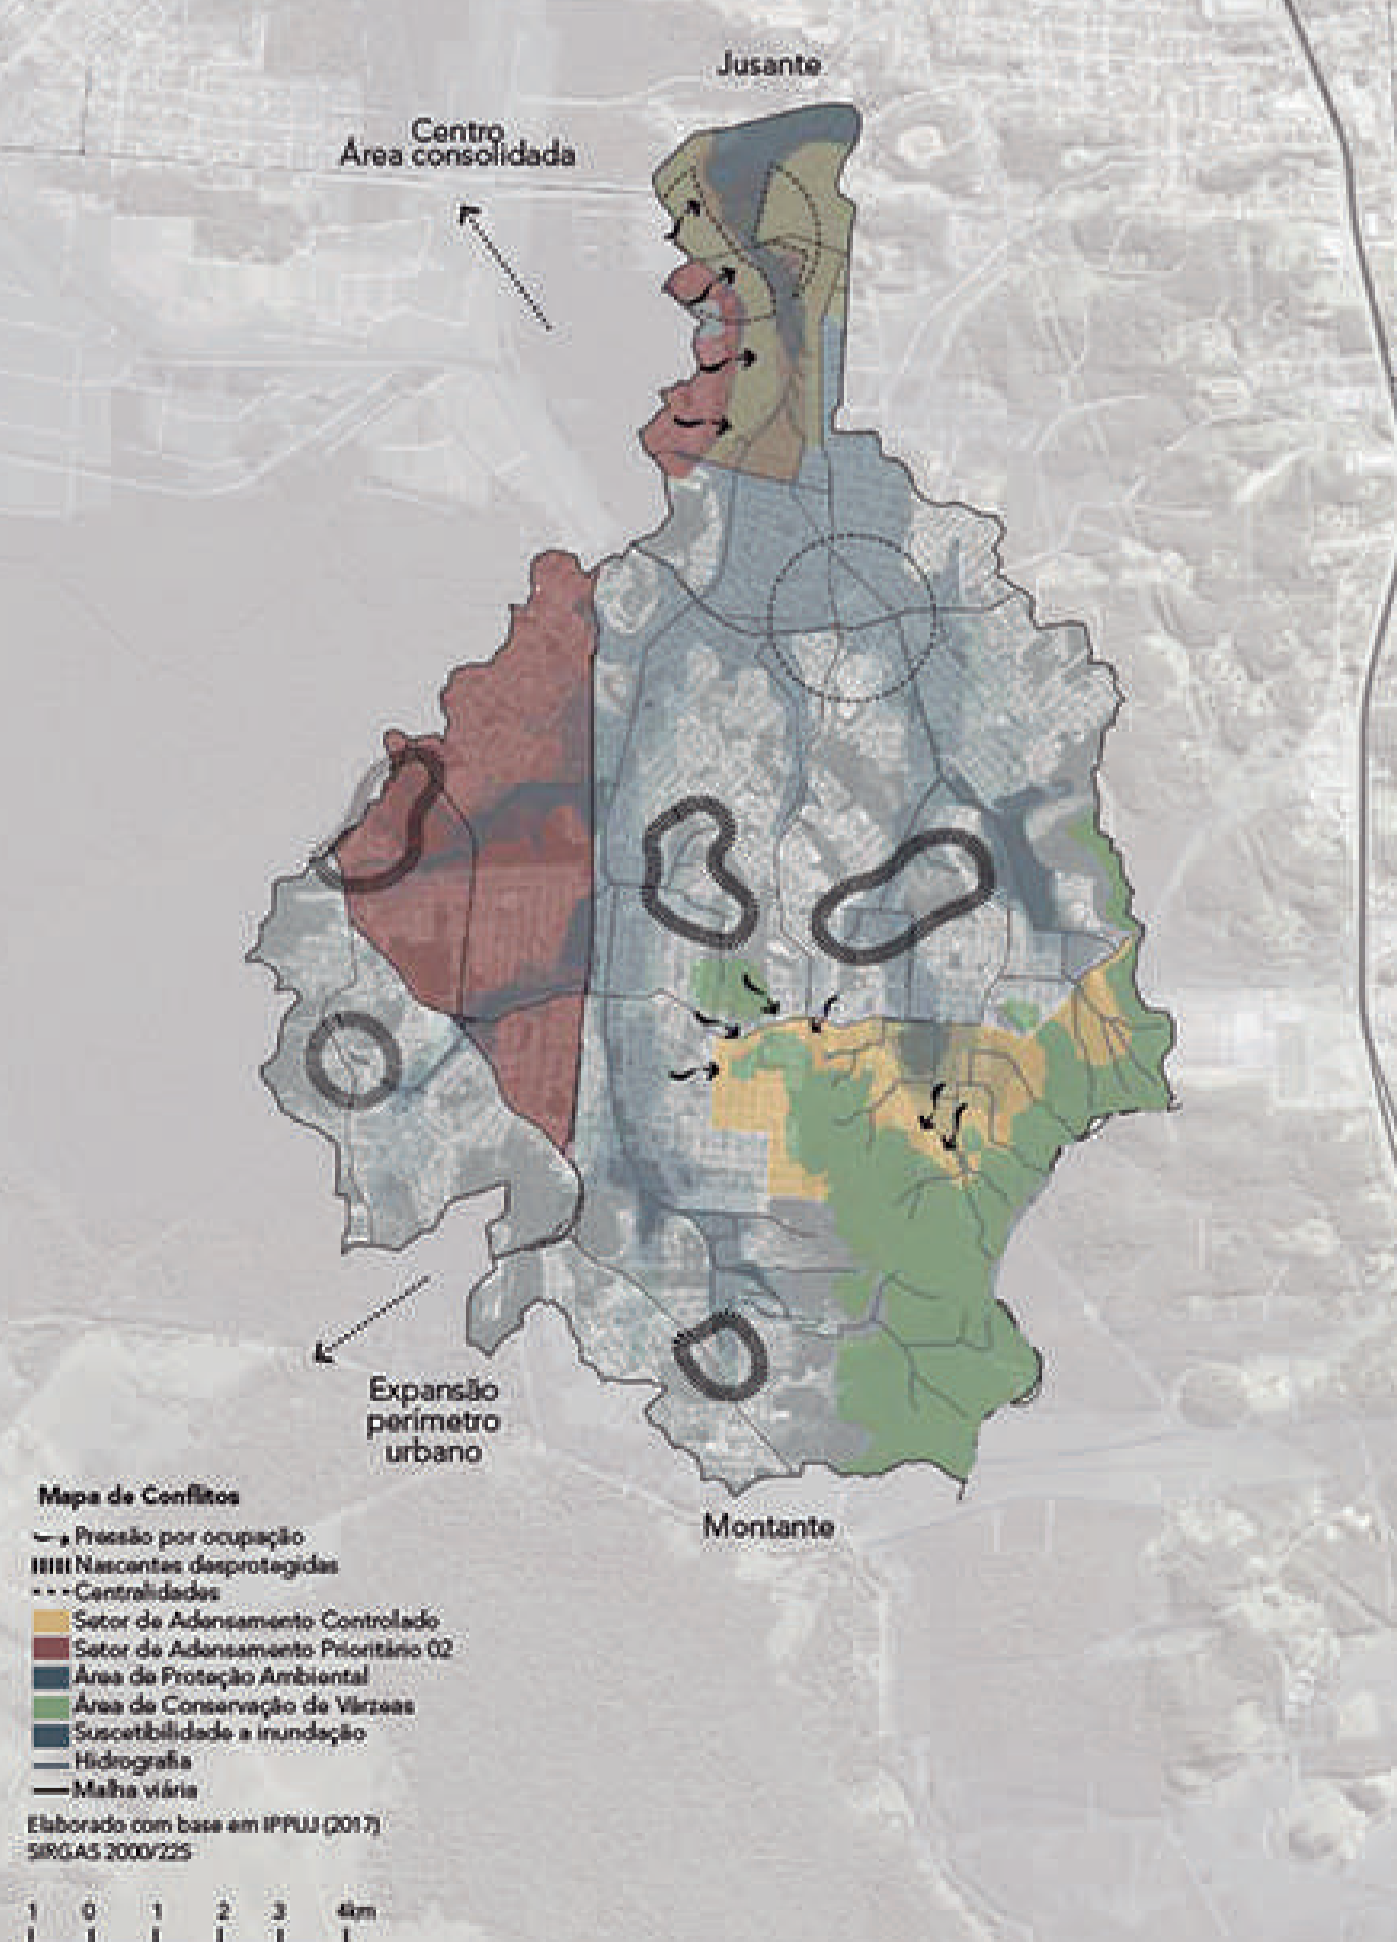 Jusante
Centro
Área consolidada
Expansão
perímetro
urbano
Montante
Mapa de Conflitos
Pressão por ocupação
Nascentes desprotegidas
Centralidades
Setor de Adensamento Controlado
Setor de Adensamento Prioritário 02
Área de Proteção Ambiental
Área de Conservação de Várzeas
Suscetibilidade a inundação
Hidrografia
Malha viária
Elaborado com base em IPPUJ (2017)
SIRGAS 2000/22S
1 0 1 2 3 4km